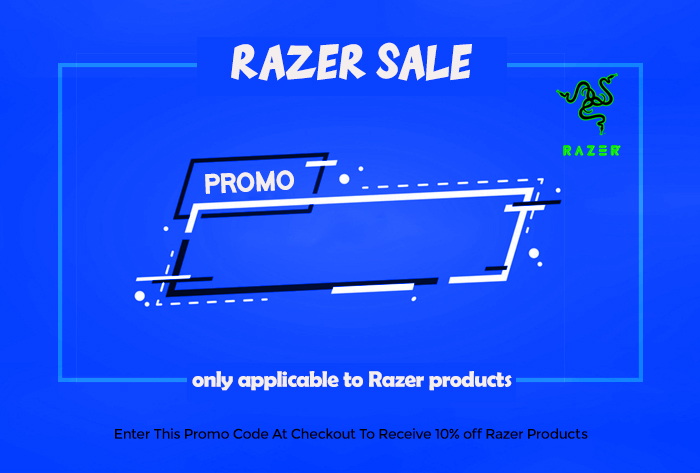 RAZER SALE
RAZER
PROMO
only applicable to Razer products
Enter This Promo Code At Checkout To Receive 10% off Razer Products